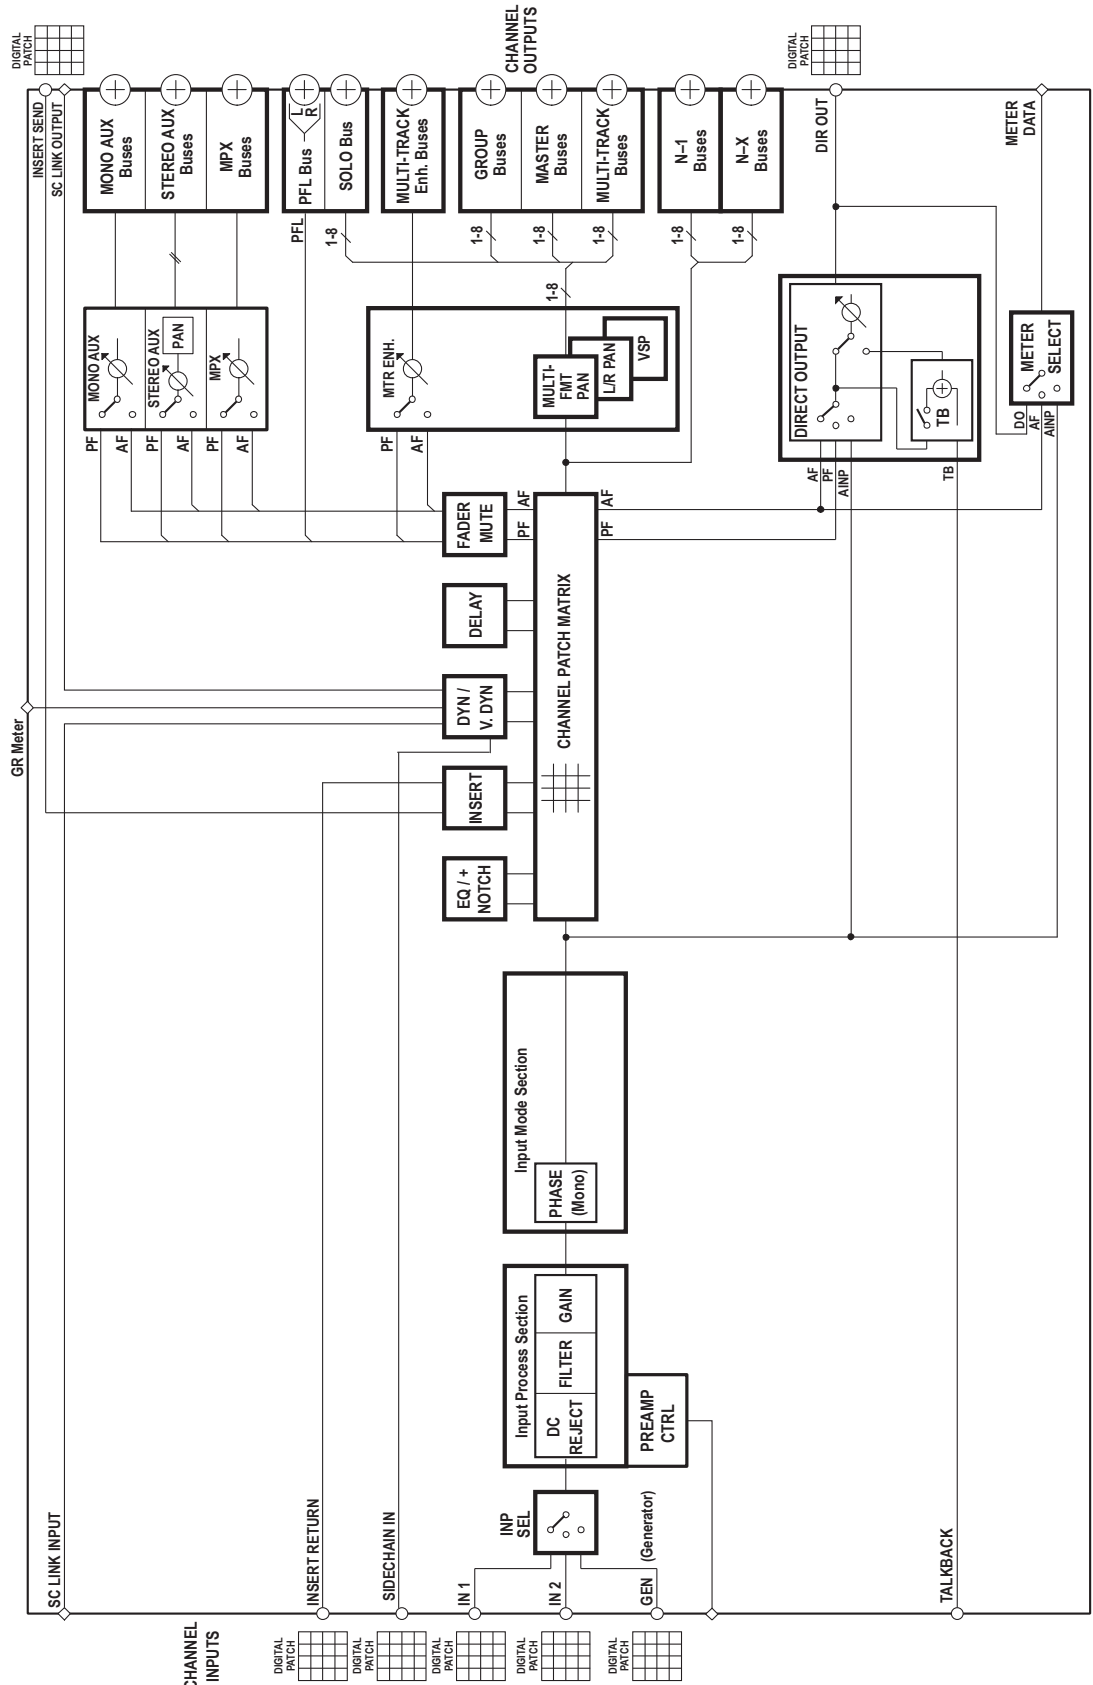 CHANNEL
INPUTS
DIGITAL
PATCH
DIGITAL
PATCH
DIGITAL
PATCH
DIGITAL
PATCH
DIGITAL
PATCH
SC LINK INPUT
INSERT RETURN
SIDECHAIN IN
IN 1
IN 2
GEN
(Generator)
TALKBACK
INP
SEL
Input Process Section
DC
REJECT
FILTER
GAIN
PREAMP
CTRL
Input Mode Section
PHASE
(Mono)
GR Meter
EQ / +
NOTCH
INSERT
DYN /
V. DYN
DELAY
FADER
MUTE
PF
AF
CHANNEL PATCH MATRIX
PF
AF
PF
AF
PF
AF
PF
AF
MONO AUX
STEREO AUX
PAN
MPX
PF
AF
MTR ENH.
MULTI-
FMT
PAN
L/R PAN
VSP
1-8
AF
PF
AINP
TB
DIRECT OUTPUT
TB
DO
AF
AINP
METER
SELECT
PFL
1-8
1-8
1-8
1-8
1-8
1-8
MONO AUX
Buses
STEREO AUX
Buses
MPX
Buses
PFL Bus
L
R
SOLO Bus
MULTI-TRACK
Enh. Buses
GROUP
Buses
MASTER
Buses
MULTI-TRACK
Buses
N–1
Buses
N–X
Buses
INSERT SEND
SC LINK OUTPUT
DIR OUT
METER
DATA
DIGITAL
PATCH
CHANNEL
OUTPUTS
DIGITAL
PATCH